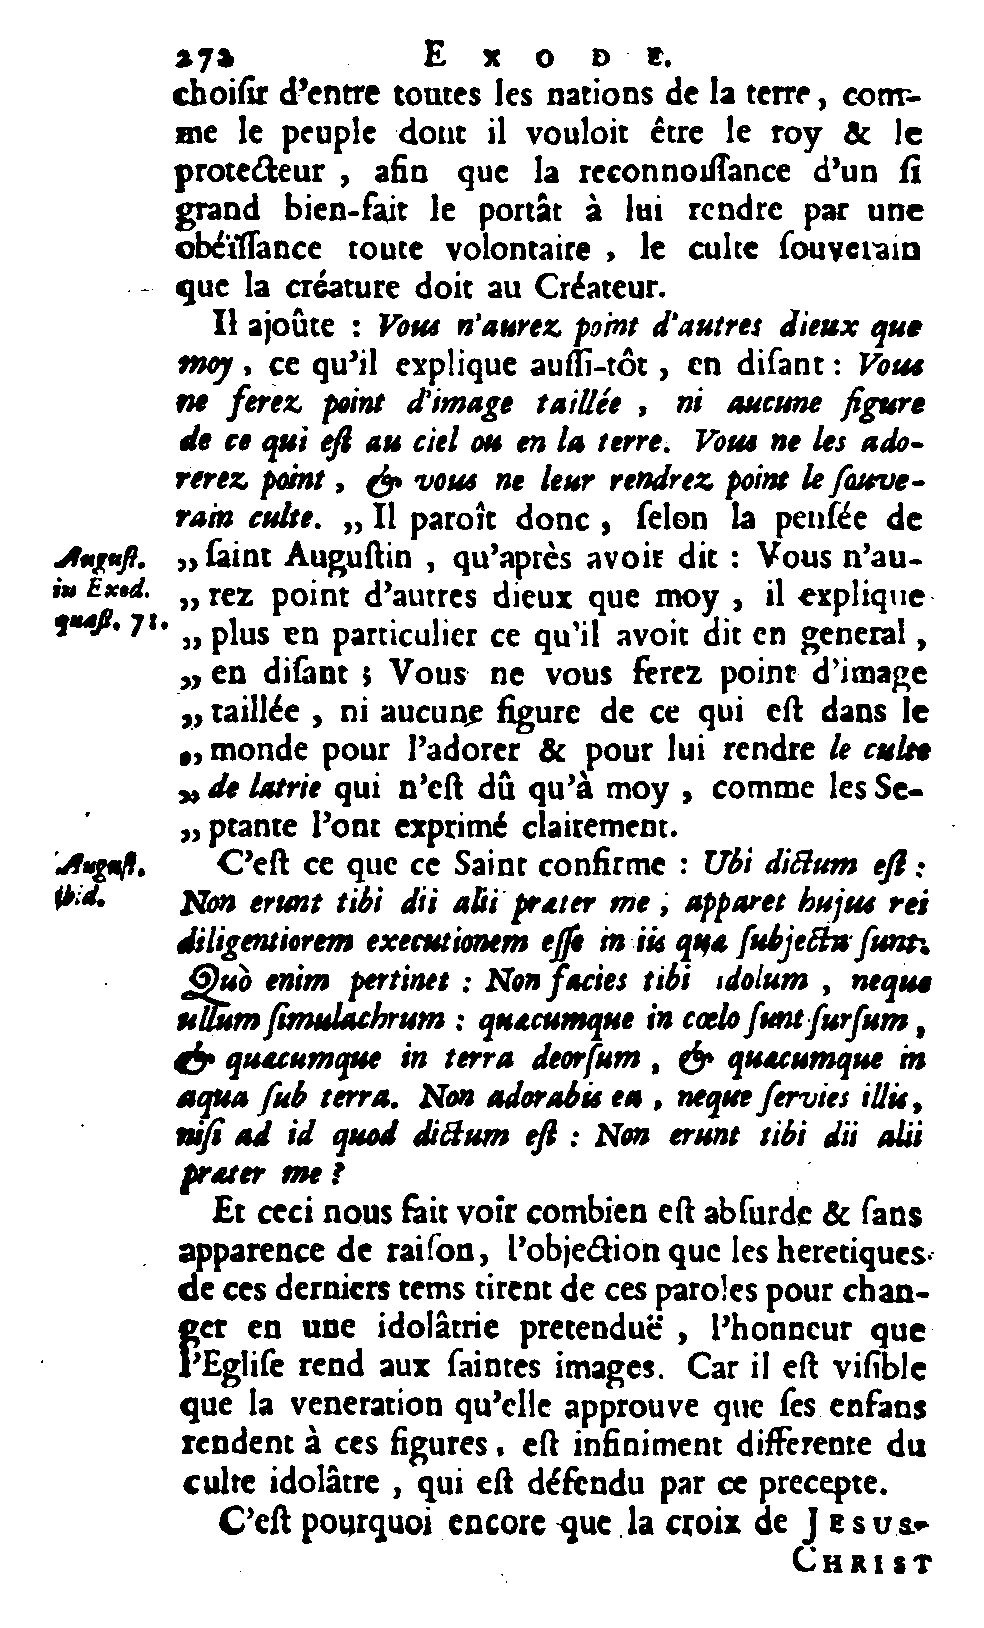 272 EXODE.
choiſir d'entre toutes les nations de la terre, com-
me le peuple dont il vouloit être le roy & le
protecteur, afin que la reconnoiſſance d'un ſi
grand bien-fait le portât à lui rendre par une
obéïſſance toute volontaire, le culte ſouverain
que la créature doit au Créateur.
Il ajoûte : Vous n'aurez point d'autres dieux que
moy, ce qu'il explique auſſi-tôt, en diſant : Vous
ne ferez point d'image taillée, ni aucune figure
de ce qui eſt au ciel ou en la terre. Vous ne les ado-
rerez point, & vous ne leur rendrez point le ſouve-
rain culte. „ Il paroît donc, ſelon la penſée de
Auguſt. „ ſaint Auguſtin, qu'après avoir dit : Vous n'au-
in Exod. „ rez point d'autres dieux que moy, il explique
quæſt. 71. „ plus en particulier ce qu'il avoit dit en general,
„ en diſant ; Vous ne vous ferez point d'image
„ taillée, ni aucune figure de ce qui eſt dans le
„ monde pour l'adorer & pour lui rendre le culte
„ de latrie qui n'eſt dû qu'à moy, comme les Se-
„ ptante l'ont exprimé clairement.
Auguſt. C'eſt ce que ce Saint confirme : Ubi dictum eſt :
ibid. Non erunt tibi dii alii præter me, apparet hujus rei
diligentiorem executionem eſſe in iis quæ ſubjecta ſunt.
Quò enim pertinet : Non facies tibi idolum, neque
ullum ſimulachrum : quæcumque in cœlo ſunt ſurſum,
& quæcumque in terra deorſum, & quæcumque in
aqua ſub terra. Non adorabis ea, neque ſervies illis,
niſi ad id quod dictum eſt : Non erunt tibi dii alii
præter me ?
Et ceci nous fait voir combien eſt abſurde & ſans
apparence de raiſon, l'objection que les heretiques
de ces derniers tems tirent de ces paroles pour chan-
ger en une idolâtrie pretenduë, l'honneur que
l'Egliſe rend aux ſaintes images. Car il eſt viſible
que la veneration qu'elle approuve que ſes enfans
rendent à ces figures, eſt infiniment differente du
culte idolâtre, qui eſt défendu par ce precepte.
C'eſt pourquoi encore que la croix de JESUS-
CHRIST